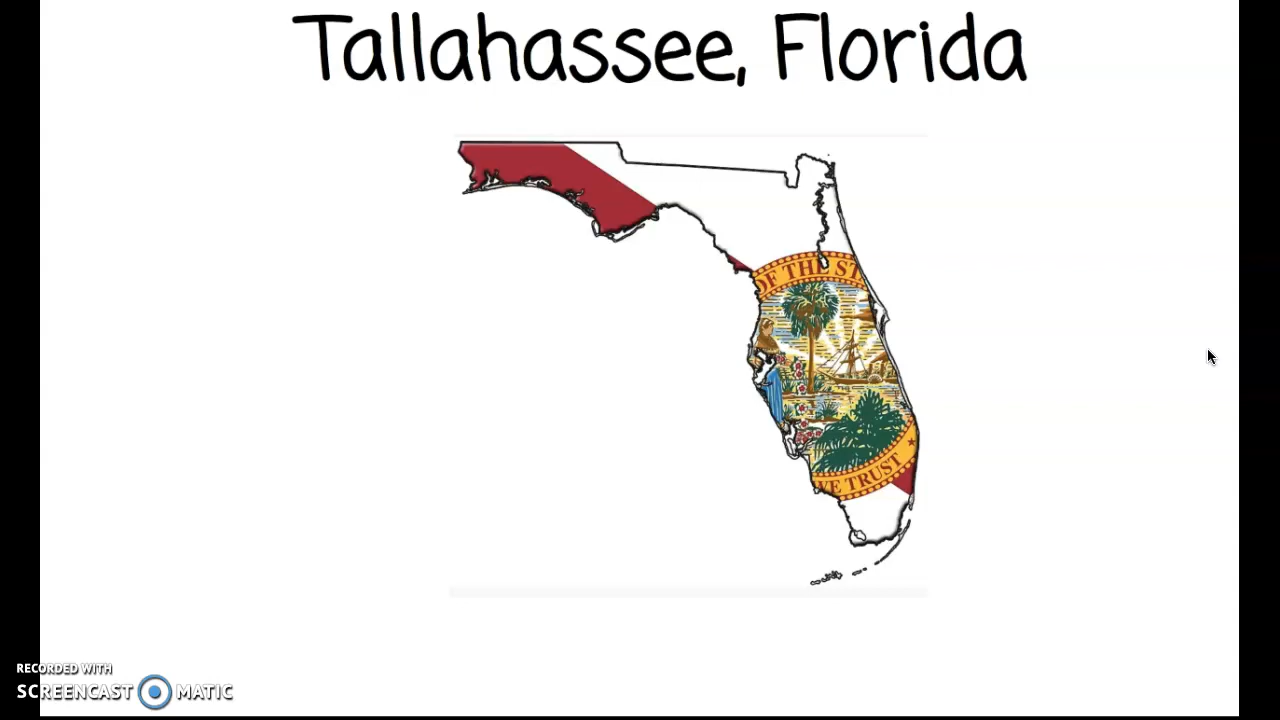 Tallahassee, Florida
OF THE ST
WE TRUST
RECORDED WITH
SCREENCAST MATIC